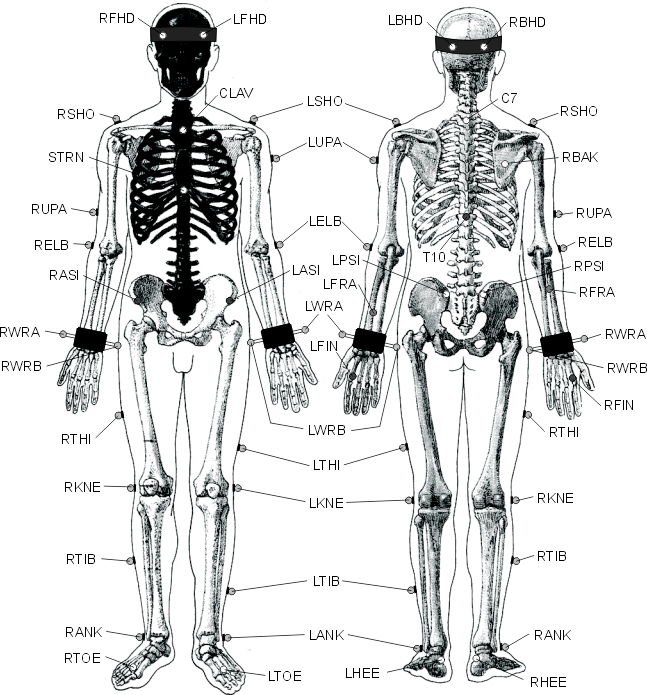 RFHD
LFHD
LBHD
RBHD
CLAV
C7
RSHO
LSHO
RSHO
STRN
LUPA
RBAK
RUPA
LELB
RUPA
RELB
T10
RELB
RASI
LASI
LPSI
RPSI
LFRA
RFRA
LWRA
RWRA
RWRA
LFIN
RWRB
RWRB
RFIN
LWRB
RTHI
RTHI
LTHI
RKNE
LKNE
RKNE
RTIB
RTIB
LTIB
RANK
LANK
RANK
RTOE
LTOE
LHEE
RHEE